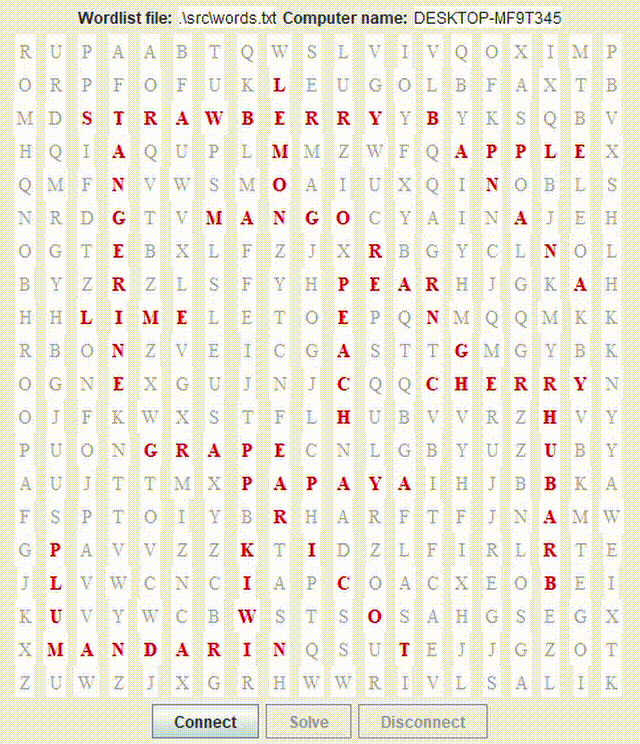 Wordlist file: .\src\words.txt Computer name: DESKTOP-MF9T345
R U P A A B T Q W S L V I V Q O X I M P
O R P F O F U K L E U G O L B F A X T B
M D S T R A W B E R R Y Y B Y K S Q B V
H Q I A Q U P L M M Z W F Q A P P L E X
Q M F N V W S M O A I U X Q I N O B L S
N R D G T V M A N G O C Y A I N A J E H
O G T E B X L F Z J X R B G Y C L N O L
B Y Z R Z L S F Y H P E A R H J G K A H
H H L I M E L E T O E P Q N M Q Q M K K
R B O N Z V E I C G A S T T G M G Y B K
O G N E X G U J N J C Q Q C H E R R Y N
O J F K W X S T F L H U B V V R Z H V Y
P U O N G R A P E C N L G B Y U Z U B Y
A U J T T M X P A P A Y A I H J B B K A
F S P T O I Y B R H A R F T F J N A M W
G P A V V Z Z K T I D Z L F I R L R T E
J L V W C N C I A P C O A C X E O B E I
K U V Y W C B W S T S O S A H G S E G X
X M A N D A R I N Q S U T E J J G Z O T
Z U W Z J X G R H W W R I V L S A L I K
Connect Solve Disconnect